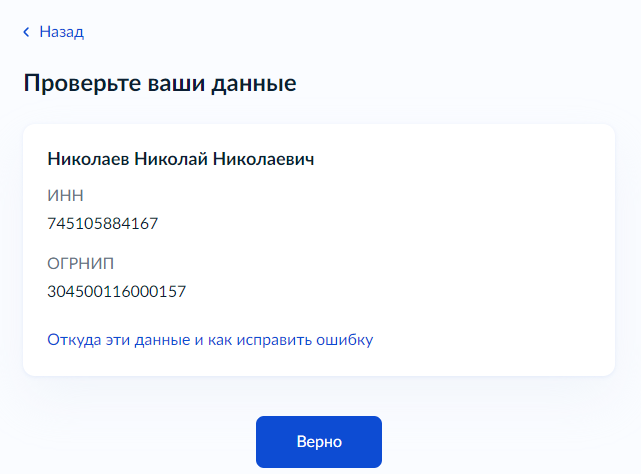 Назад
Проверьте ваши данные
Николаев Николай Николаевич
ИНН
745105884167
ОГРНИП
304500116000157
Откуда эти данные и как исправить ошибку
Верно